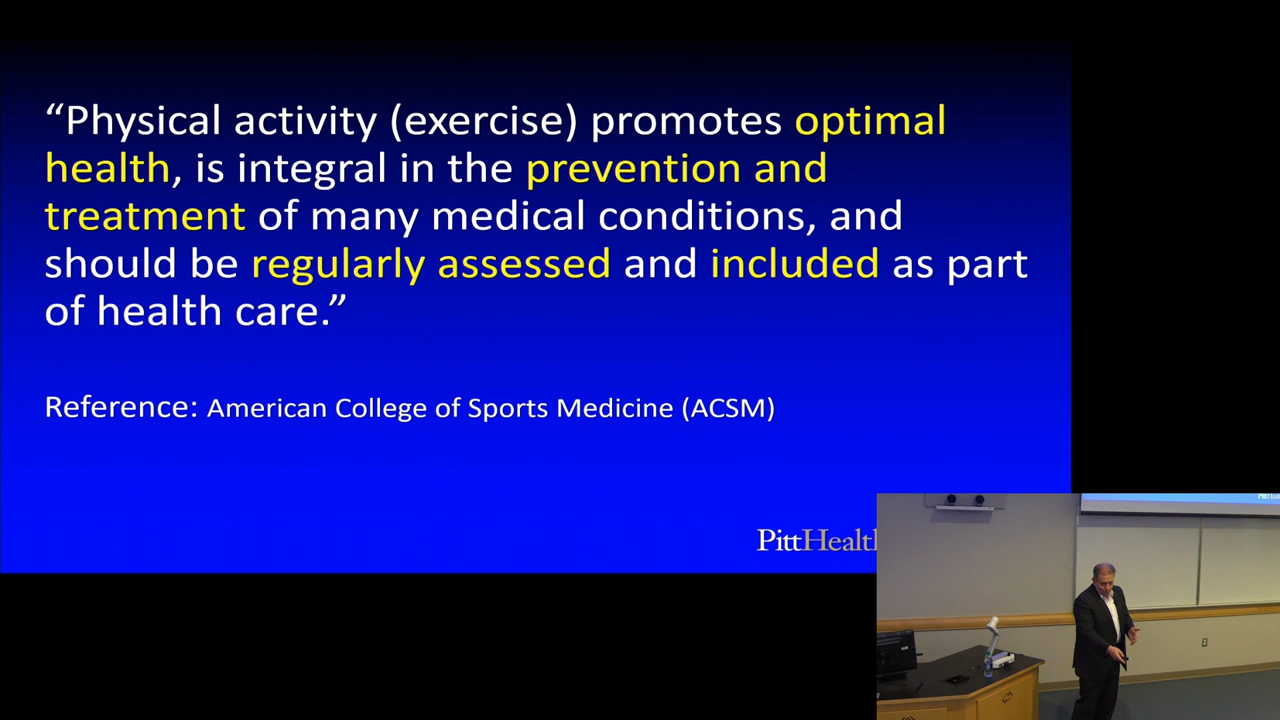 “Physical activity (exercise) promotes optimal
health, is integral in the prevention and
treatment of many medical conditions, and
should be regularly assessed and included as part
of health care.”
Reference: American College of Sports Medicine (ACSM)
PittHealth